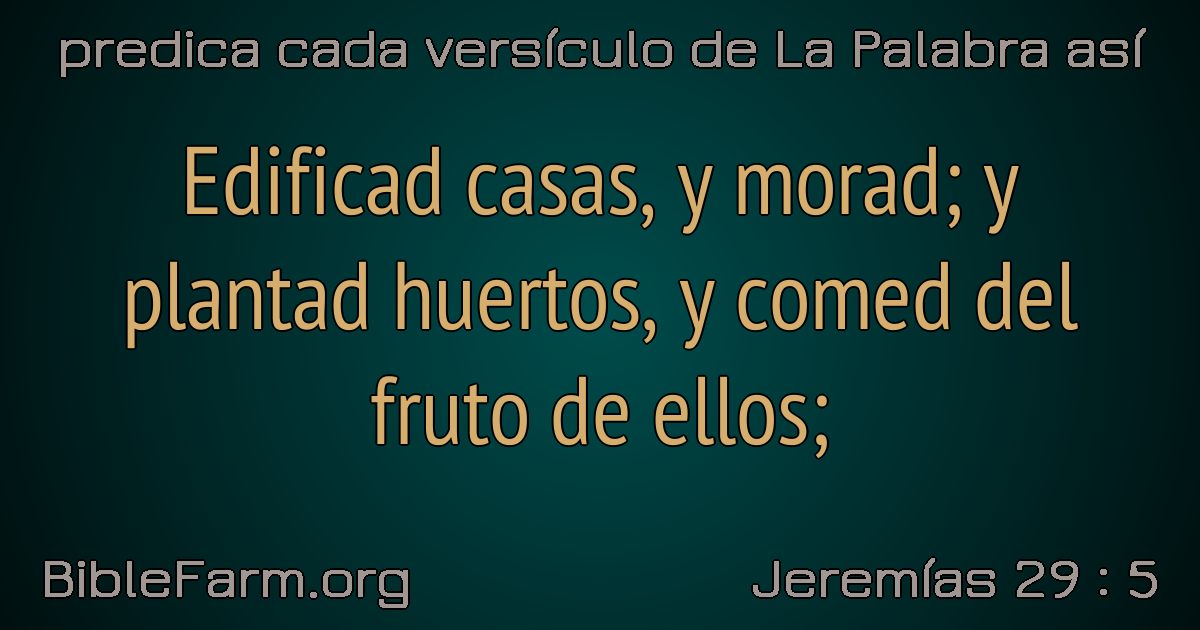 predica cada versículo de La Palabra así
Edificad casas, y morad; y
plantad huertos, y comed del
fruto de ellos;
BibleFarm.org
Jeremías 29 : 5